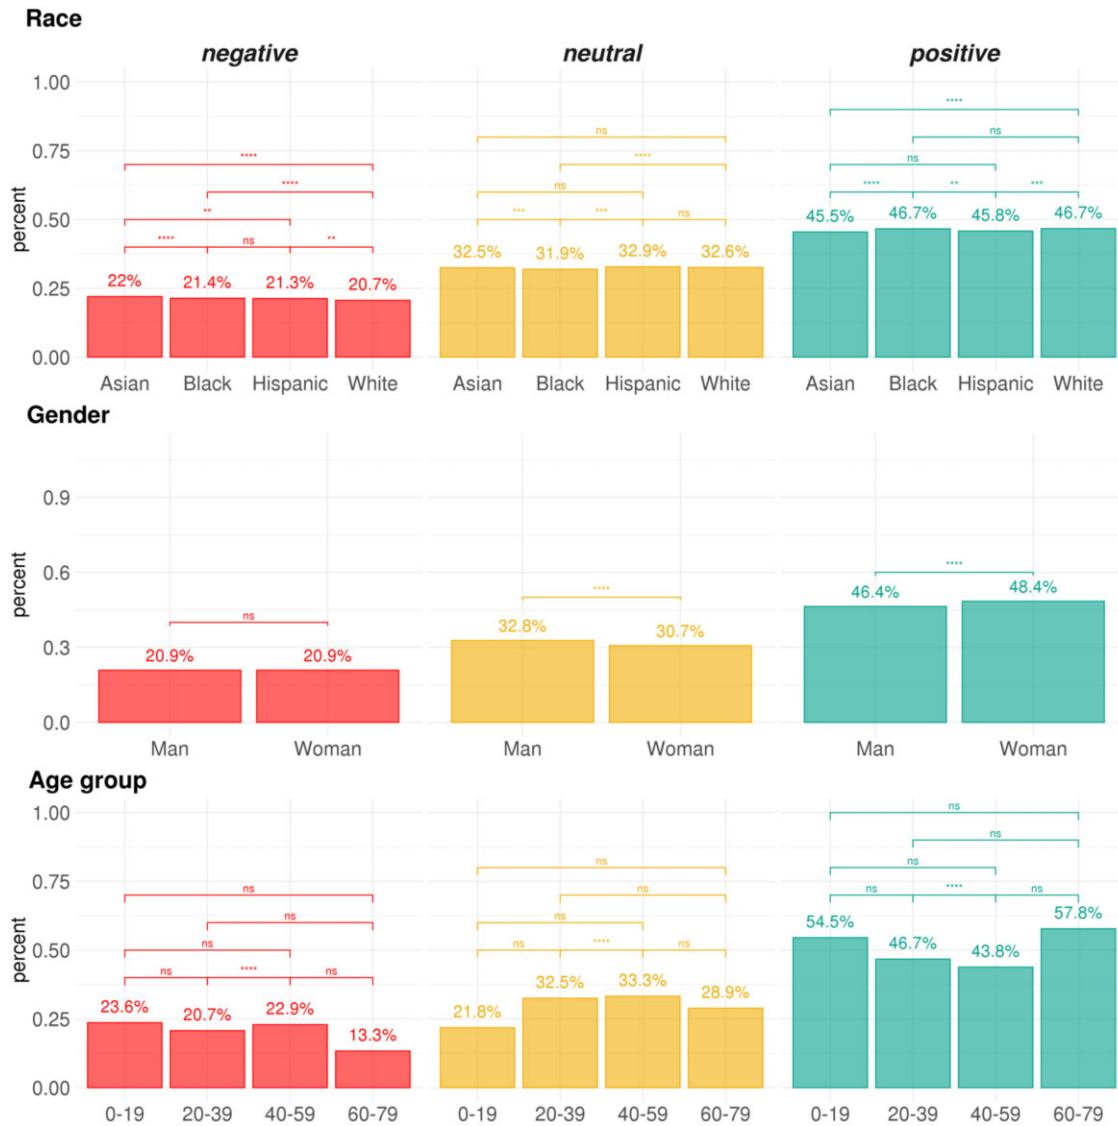 Race
negative neutral positive
1.00
**** ns ****
0.75 **** **** ns
**** ns ns
percent
** *** *** ns **** ** ***
0.50
**** ns ** 45.5% 46.7% 45.8% 46.7%
22% 21.4% 21.3% 20.7% 32.5% 31.9% 32.9% 32.6%
0.25
0.00
Asian Black Hispanic White Asian Black Hispanic White Asian Black Hispanic White
Gender
0.9
percent
0.6 ns **** ****
46.4% 48.4%
32.8% 30.7%
0.3
20.9% 20.9%
0.0
Man Woman Man Woman Man Woman
Age group
1.00 ns
ns
ns ns
0.75 ns ns ns **** ns
percent
ns ns
0.50 ns ns **** ns 54.5% 46.7% 43.8% 57.8%
ns **** ns
23.6% 20.7% 22.9% 13.3% 21.8% 32.5% 33.3% 28.9%
0.25
0.00
0-19 20-39 40-59 60-79 0-19 20-39 40-59 60-79 0-19 20-39 40-59 60-79